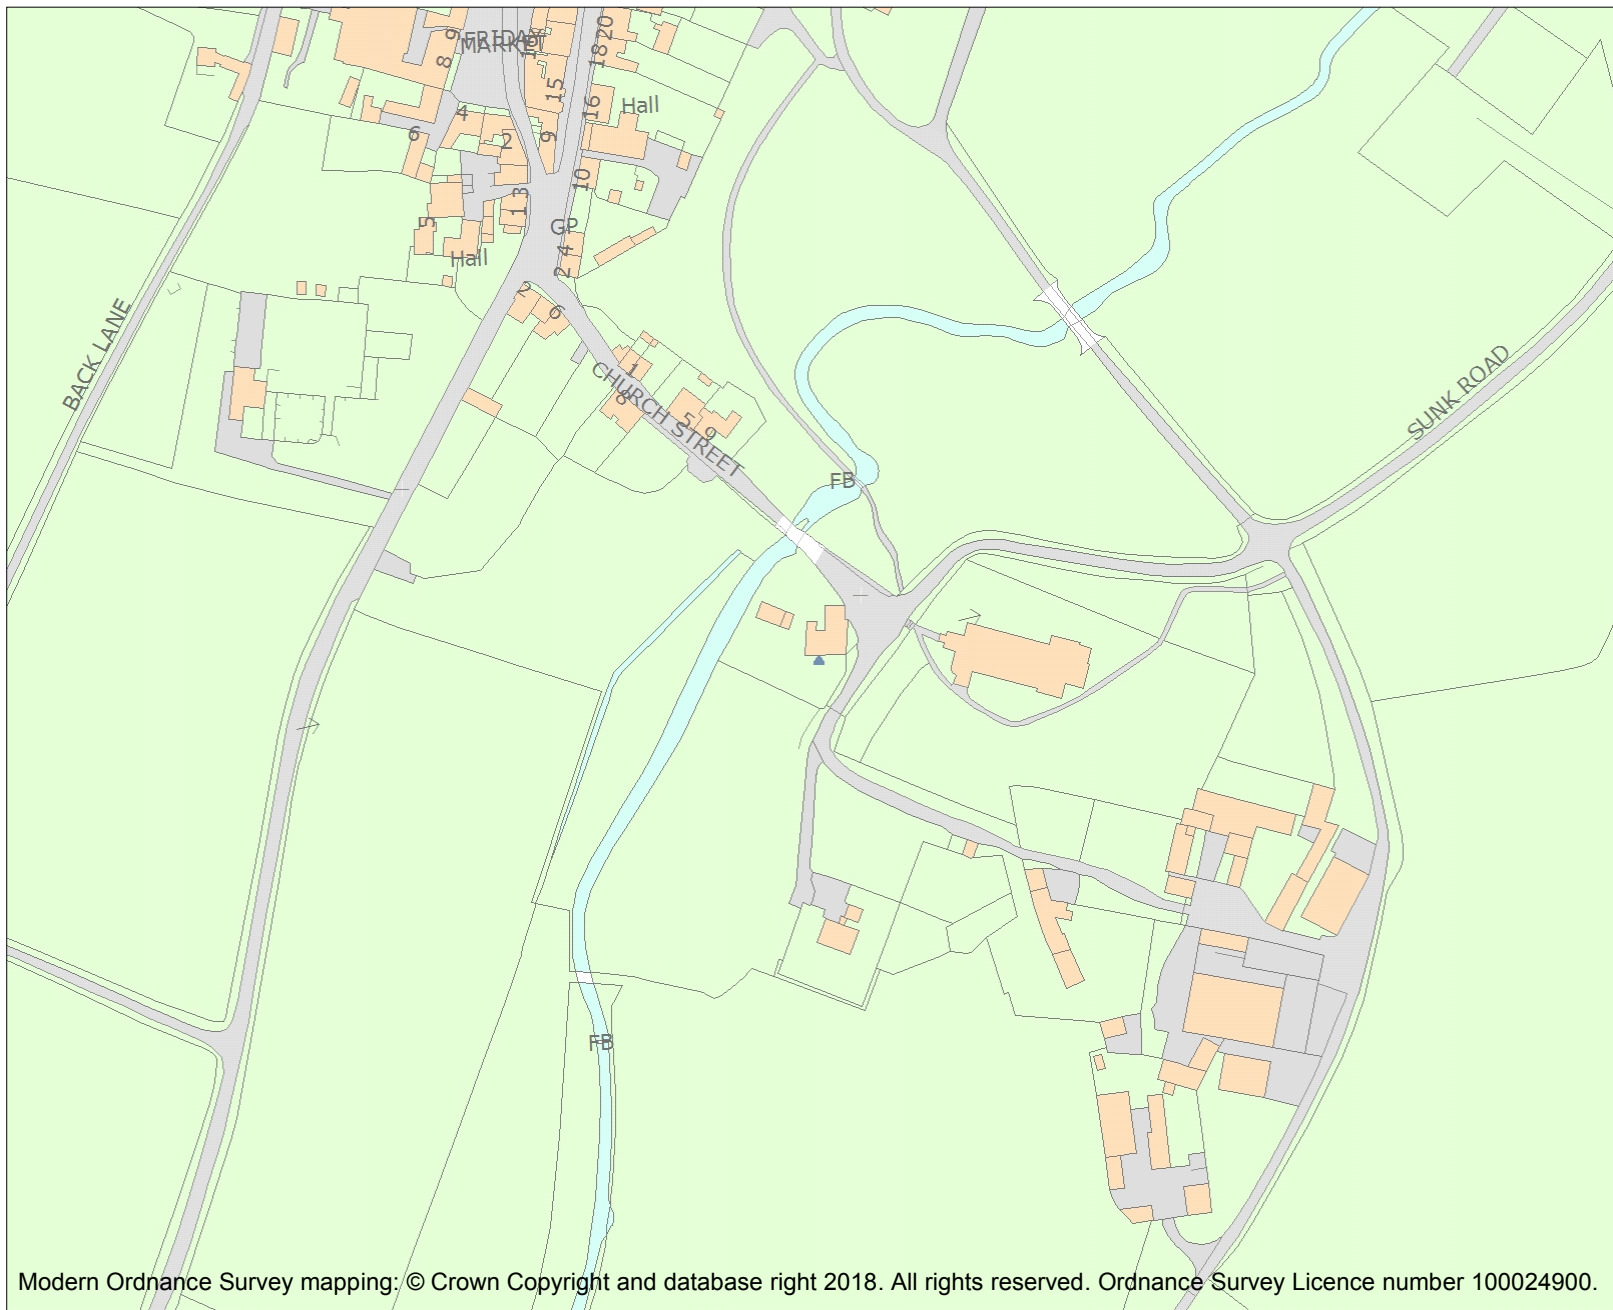 20
9
FRIDAY
MARKET
18
8
15
16
Hall
4
6
2
9
10
3
1
5
GP
4
Hall
2
2
6
BACK LANE
1
8
CHURCH STREET
5
9
SUNK ROAD
FB
FB
Modern Ordnance Survey mapping: © Crown Copyright and database right 2018. All rights reserved. Ordnance Survey Licence number 100024900.